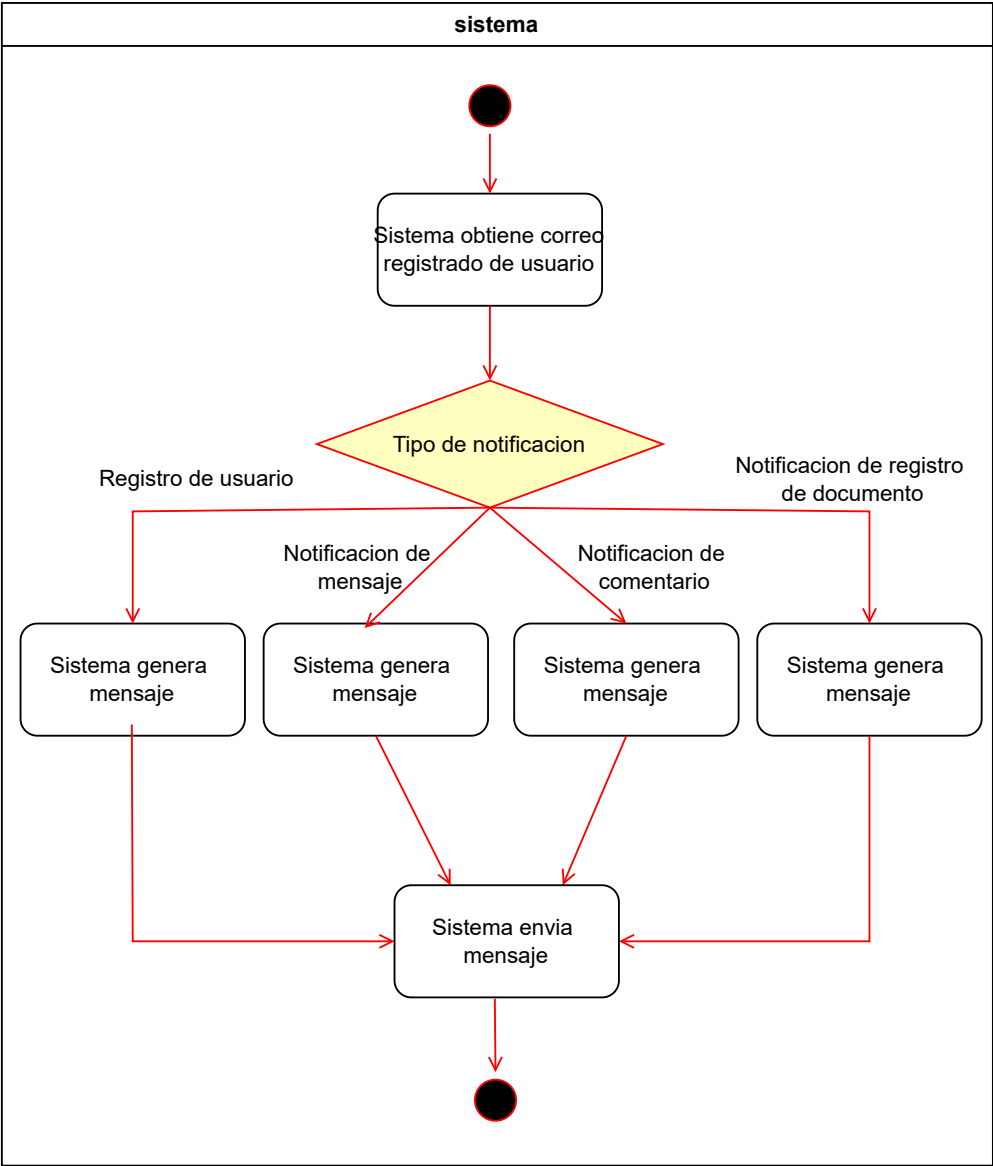 sistema
Sistema obtiene correo
registrado de usuario
Tipo de notificacion
Registro de usuario
Notificacion de registro
de documento
Notificacion de
mensaje
Notificacion de
comentario
Sistema genera
mensaje
Sistema genera
mensaje
Sistema genera
mensaje
Sistema genera
mensaje
Sistema envia
mensaje